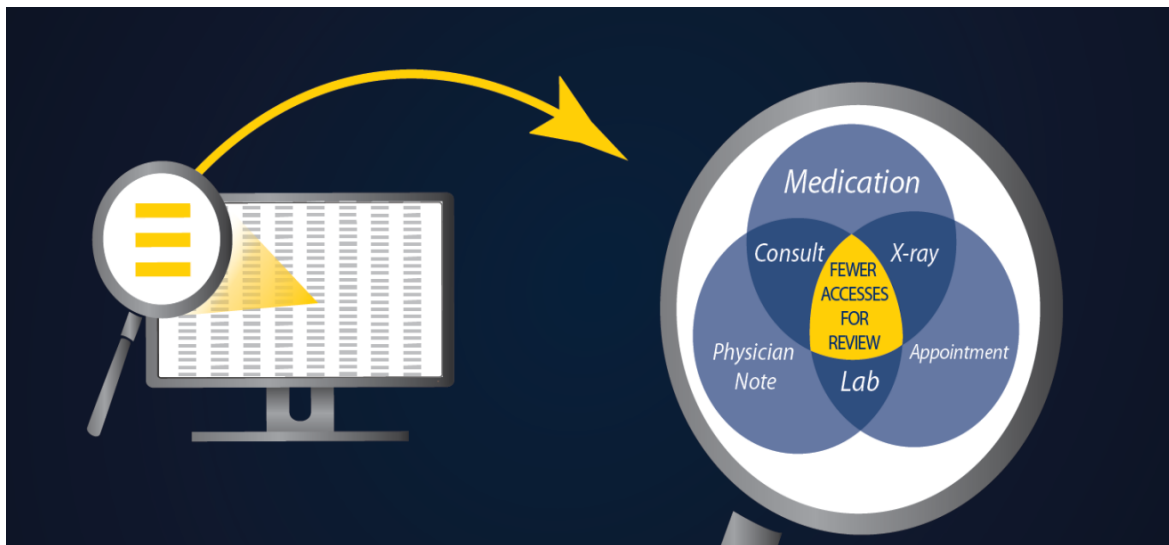 Medication
Consult
X-ray
FEWER
ACCESSES
FOR
REVIEW
Physician
Note
Appointment
Lab